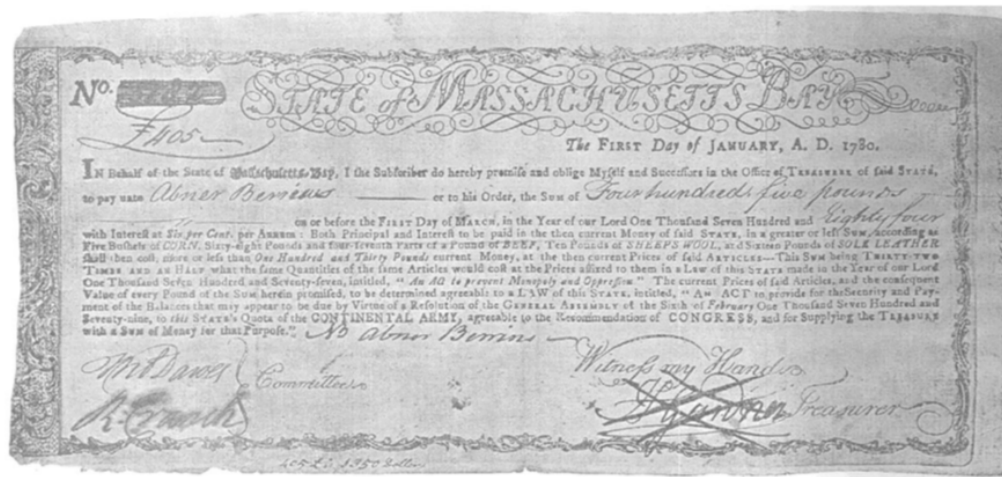 No.
STATE of MASSACHUSETTS BAY
£405
The FIRST Day of JANUARY, A. D. 1780.
IN Behalf of the State of Massachusetts-Bay, I the Subscriber do hereby promise and oblige Myself and Successors in the Office of TREASURER of said STATE,
to pay unto Abner Berrins or to his Order, the Sum of Four hundred & five pounds
on or before the FIRST Day of MARCH, in the Year of our Lord One Thousand Seven Hundred and Eighty four
with Interest at Six per Cent. per ANNUM: Both Principal and Interest to be paid in the then current Money of said STATE, in a greater or less SUM, according as
Five Bushels of CORN, Sixty-eight Pounds and four-seventh Parts of a Pound of BEEF, Ten Pounds of SHEEPS WOOL, and Sixteen Pounds of SOLE LEATHER
shall then cost, more or less than One Hundred and Thirty Pounds current Money, at the then current Prices of said ARTICLES—This SUM being THIRTY-TWO
TIMES AND AN HALF what the same Quantities of the same Articles would cost at the Prices affixed to them in a Law of this STATE made in the Year of our Lord
One Thousand Seven Hundred and Seventy-seven, intitled, "An Act to prevent Monopoly and Oppression." The current Prices of said Articles, and the consequent
Value of every Pound of the Sum herein promised, to be determined agreable to a LAW of this STATE, intitled, "An ACT to provide for the Security and Pay-
ment of the Balances that may appear to be due by Virtue of a Resolution of the GENERAL ASSEMBLY of the Sixth of February One Thousand Seven Hundred and
Seventy-nine, to this STATE'S Quota of the CONTINENTAL ARMY, agreable to the Recommendation of CONGRESS, and for Supplying the TREASURY
with a SUM of Money for that Purpose." Abner Berrins
Dawes Committee Witness my Hand
R. Cranch Treasurer